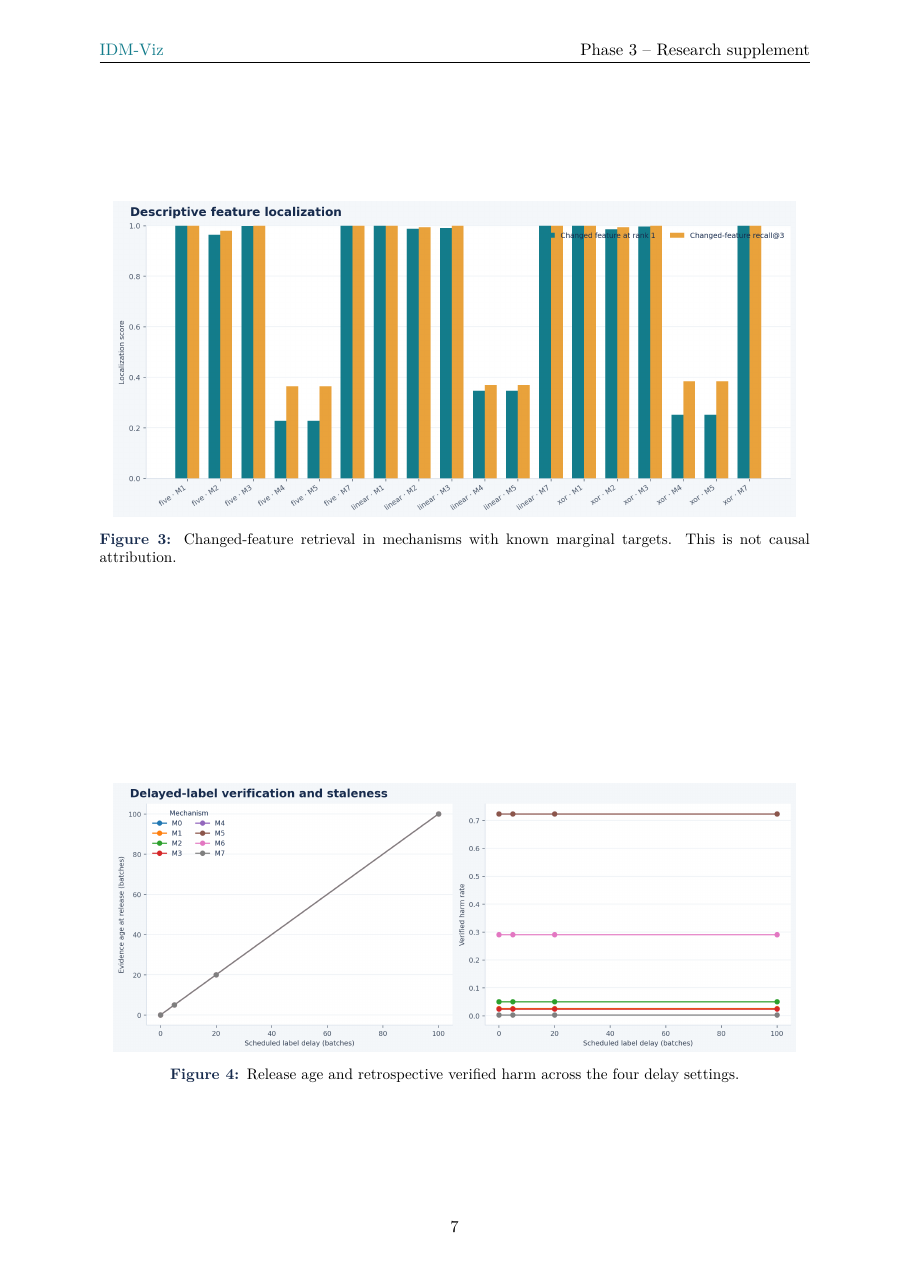 IDM-Viz Phase 3 – Research supplement
Descriptive feature localization
Changed feature at rank 1 Changed-feature recall@3
1.0
0.8
0.6
0.4
0.2
0.0
Localization score
five · M1 five · M2 five · M3 five · M4 five · M5 five · M7 linear · M1 linear · M2 linear · M3 linear · M4 linear · M5 linear · M7 xor · M1 xor · M2 xor · M3 xor · M4 xor · M5 xor · M7
Figure 3: Changed-feature retrieval in mechanisms with known marginal targets. This is not causal
attribution.
Delayed-label verification and staleness
Mechanism
M0 M4
M1 M5
M2 M6
M3 M7
100
80
60
40
20
0
Evidence age at release (batches)
0 20 40 60 80 100
Scheduled label delay (batches)
0.7
0.6
0.5
0.4
0.3
0.2
0.1
0.0
Verified harm rate
0 20 40 60 80 100
Scheduled label delay (batches)
Figure 4: Release age and retrospective verified harm across the four delay settings.
7